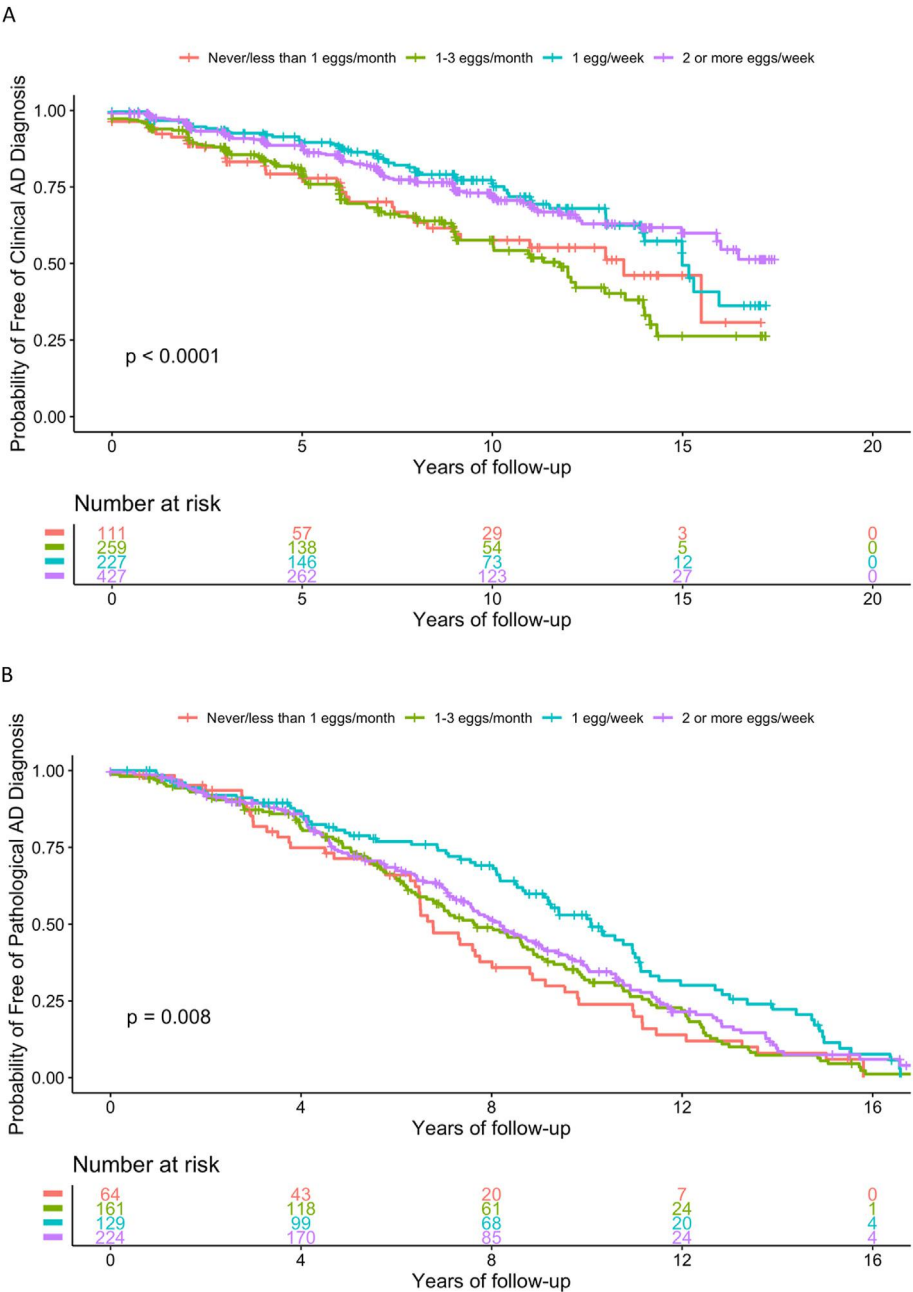 A
Never/less than 1 eggs/month 1-3 eggs/month 1 egg/week 2 or more eggs/week
Probability of Free of Clinical AD Diagnosis
1.00
0.75
0.50
0.25
0.00
p < 0.0001
0 5 10 15 20
Years of follow-up
Number at risk
111 57 29 3 0
259 138 54 5 0
227 146 73 12 0
427 262 123 27 0
0 5 10 15 20
Years of follow-up
B
Never/less than 1 eggs/month 1-3 eggs/month 1 egg/week 2 or more eggs/week
Probability of Free of Pathological AD Diagnosis
1.00
0.75
0.50
0.25
0.00
p = 0.008
0 4 8 12 16
Years of follow-up
Number at risk
64 43 20 7 0
161 118 61 24 1
129 99 68 20 4
224 170 85 24 4
0 4 8 12 16
Years of follow-up